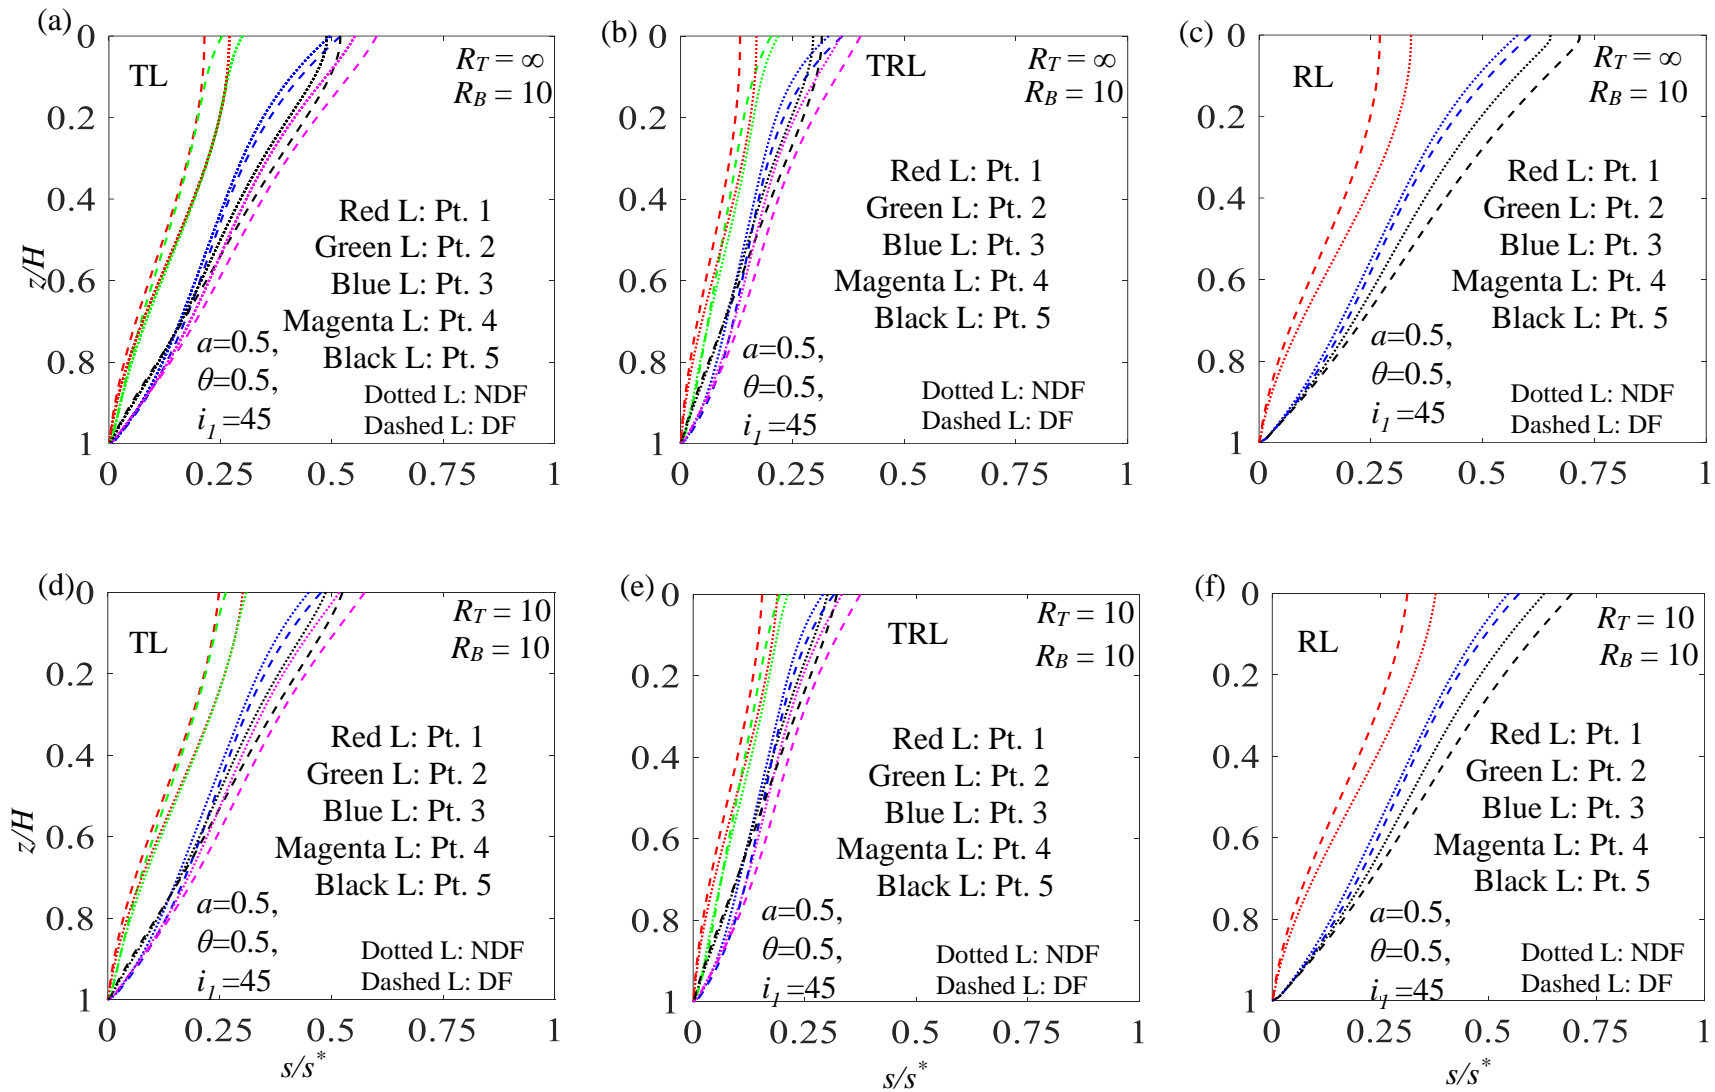 (a)
0
0.2
0.4
0.6
0.8
1
z/H
TL
R_T = ∞
R_B = 10
Red L: Pt. 1
Green L: Pt. 2
Blue L: Pt. 3
Magenta L: Pt. 4
Black L: Pt. 5
a=0.5,
θ=0.5,
i_1=45
Dotted L: NDF
Dashed L: DF
0 0.25 0.5 0.75 1
(b)
0
0.2
0.4
0.6
0.8
1
TRL
R_T = ∞
R_B = 10
Red L: Pt. 1
Green L: Pt. 2
Blue L: Pt. 3
Magenta L: Pt. 4
Black L: Pt. 5
a=0.5,
θ=0.5,
i_1=45
Dotted L: NDF
Dashed L: DF
0 0.25 0.5 0.75 1
(c)
0
0.2
0.4
0.6
0.8
1
RL
R_T = ∞
R_B = 10
Red L: Pt. 1
Green L: Pt. 2
Blue L: Pt. 3
Magenta L: Pt. 4
Black L: Pt. 5
a=0.5,
θ=0.5,
i_1=45
Dotted L: NDF
Dashed L: DF
0 0.25 0.5 0.75 1
(d)
0
0.2
0.4
0.6
0.8
1
z/H
TL
R_T = 10
R_B = 10
Red L: Pt. 1
Green L: Pt. 2
Blue L: Pt. 3
Magenta L: Pt. 4
Black L: Pt. 5
a=0.5,
θ=0.5,
i_1=45
Dotted L: NDF
Dashed L: DF
0 0.25 0.5 0.75 1
s/s*
(e)
0
0.2
0.4
0.6
0.8
1
TRL
R_T = 10
R_B = 10
Red L: Pt. 1
Green L: Pt. 2
Blue L: Pt. 3
Magenta L: Pt. 4
Black L: Pt. 5
a=0.5,
θ=0.5,
i_1=45
Dotted L: NDF
Dashed L: DF
0 0.25 0.5 0.75 1
s/s*
(f)
0
0.2
0.4
0.6
0.8
1
RL
R_T = 10
R_B = 10
Red L: Pt. 1
Green L: Pt. 2
Blue L: Pt. 3
Magenta L: Pt. 4
Black L: Pt. 5
a=0.5,
θ=0.5,
i_1=45
Dotted L: NDF
Dashed L: DF
0 0.25 0.5 0.75 1
s/s*